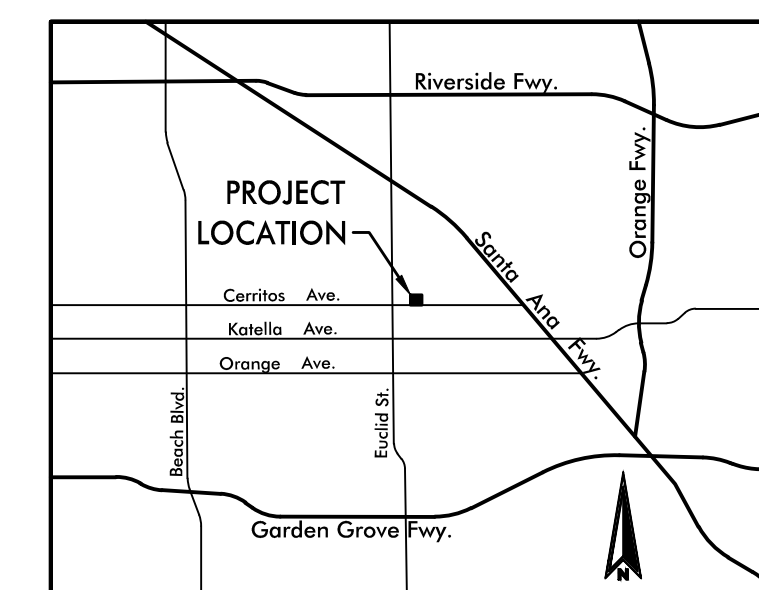 Riverside Fwy.
Orange Fwy.
PROJECT
LOCATION
Santa Ana Fwy.
Cerritos Ave.
Katella Ave.
Orange Ave.
Beach Blvd.
Euclid St.
Garden Grove Fwy.
N